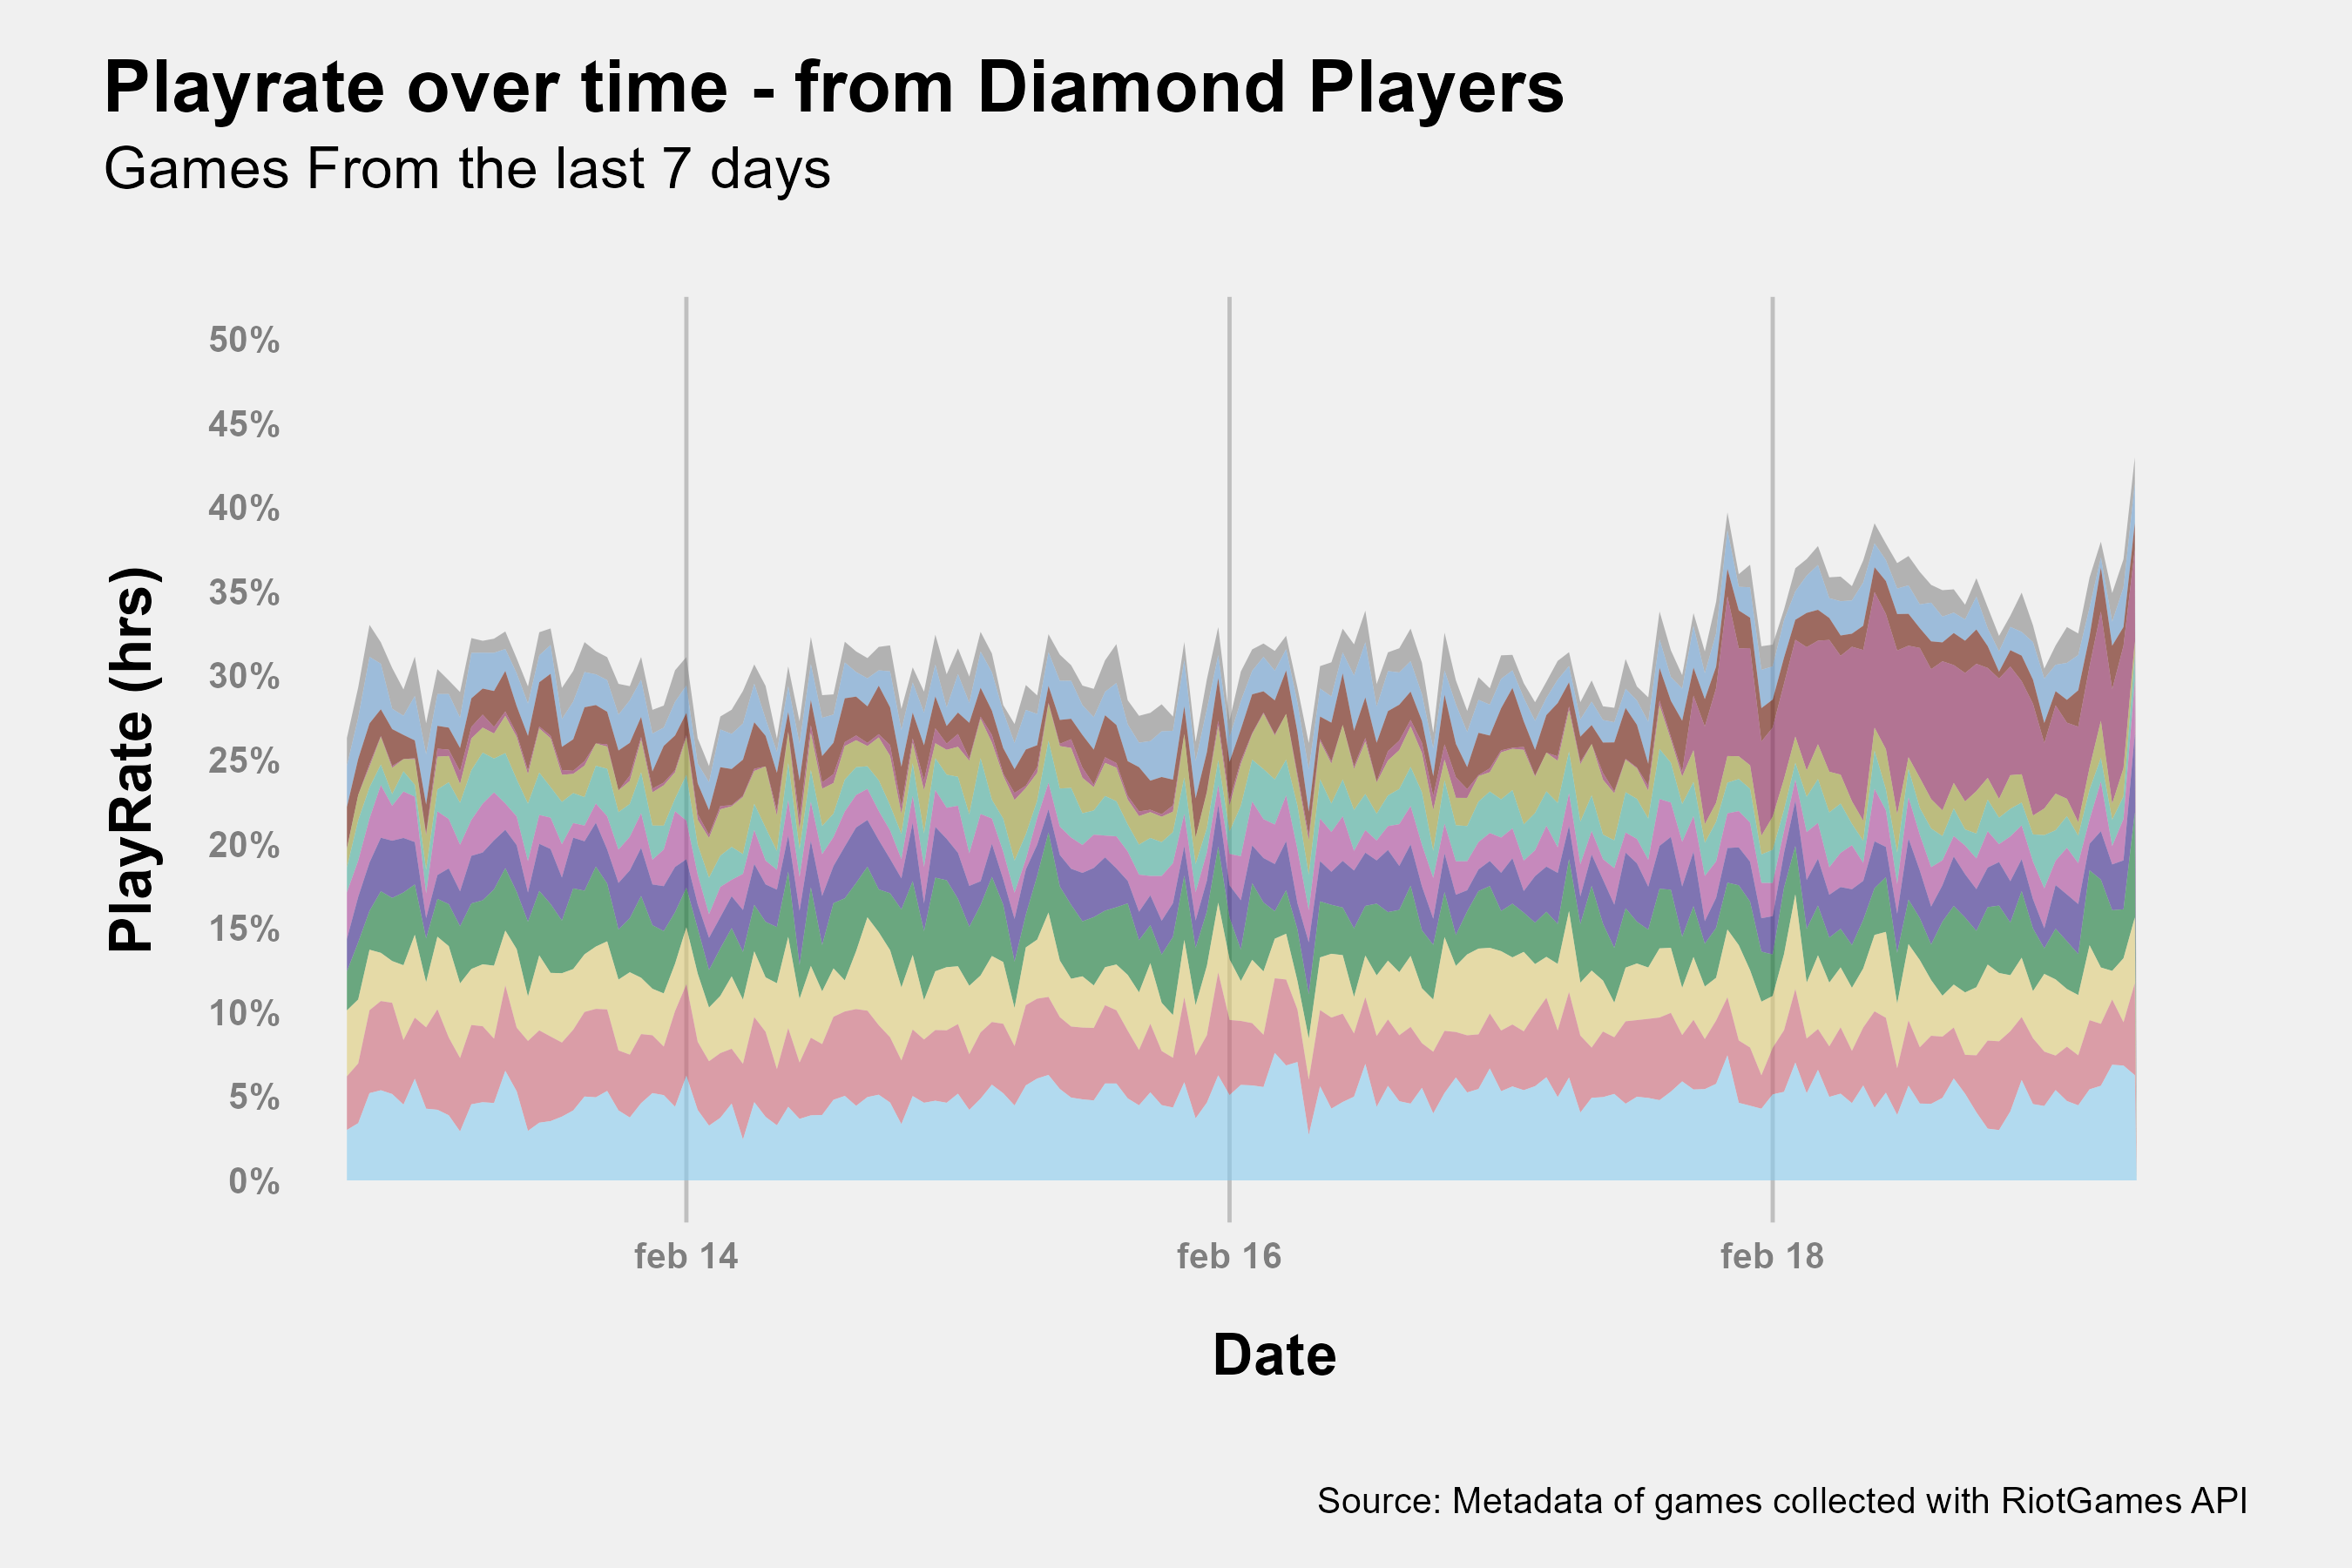 Playrate over time - from Diamond Players
Games From the last 7 days
50%
45%
40%
35%
30%
25%
20%
15%
10%
5%
0%
PlayRate (hrs)
feb 14
feb 16
feb 18
Date
Source: Metadata of games collected with RiotGames API